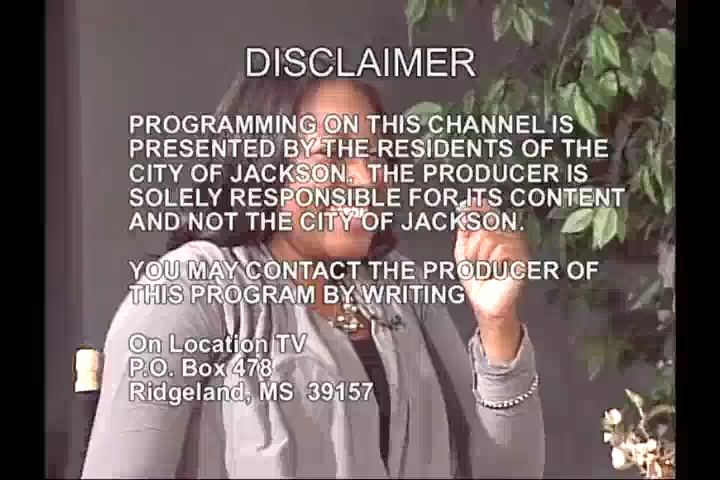 DISCLAIMER
PROGRAMMING ON THIS CHANNEL IS
PRESENTED BY THE RESIDENTS OF THE
CITY OF JACKSON.  THE PRODUCER IS
SOLELY RESPONSIBLE FOR ITS CONTENT
AND NOT THE CITY OF JACKSON.
YOU MAY CONTACT THE PRODUCER OF
THIS PROGRAM BY WRITING
On Location TV
P.O. Box 478
Ridgeland, MS  39157